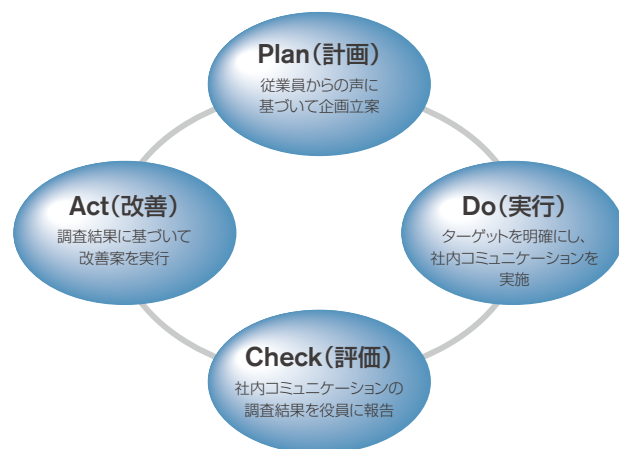 Plan(計画)
従業員からの声に
基づいて企画立案
Act(改善)
調査結果に基づいて
改善案を実行
Do(実行)
ターゲットを明確にし、
社内コミュニケーションを
実施
Check(評価)
社内コミュニケーションの
調査結果を役員に報告